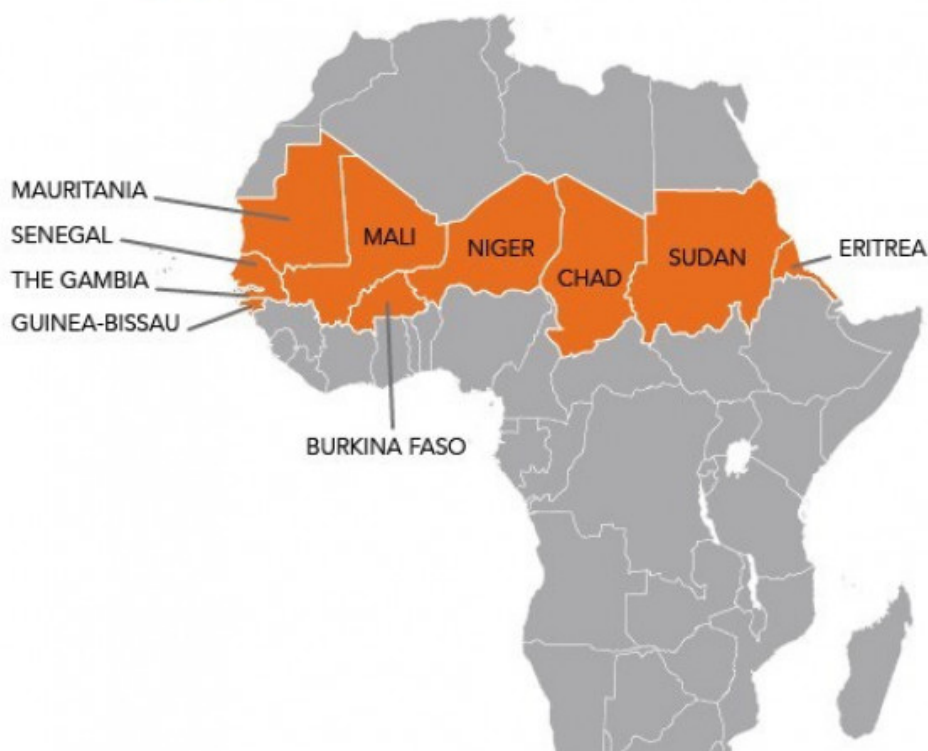 MAURITANIA
SENEGAL
THE GAMBIA
GUINEA-BISSAU
MALI
NIGER
CHAD
SUDAN
ERITREA
BURKINA FASO